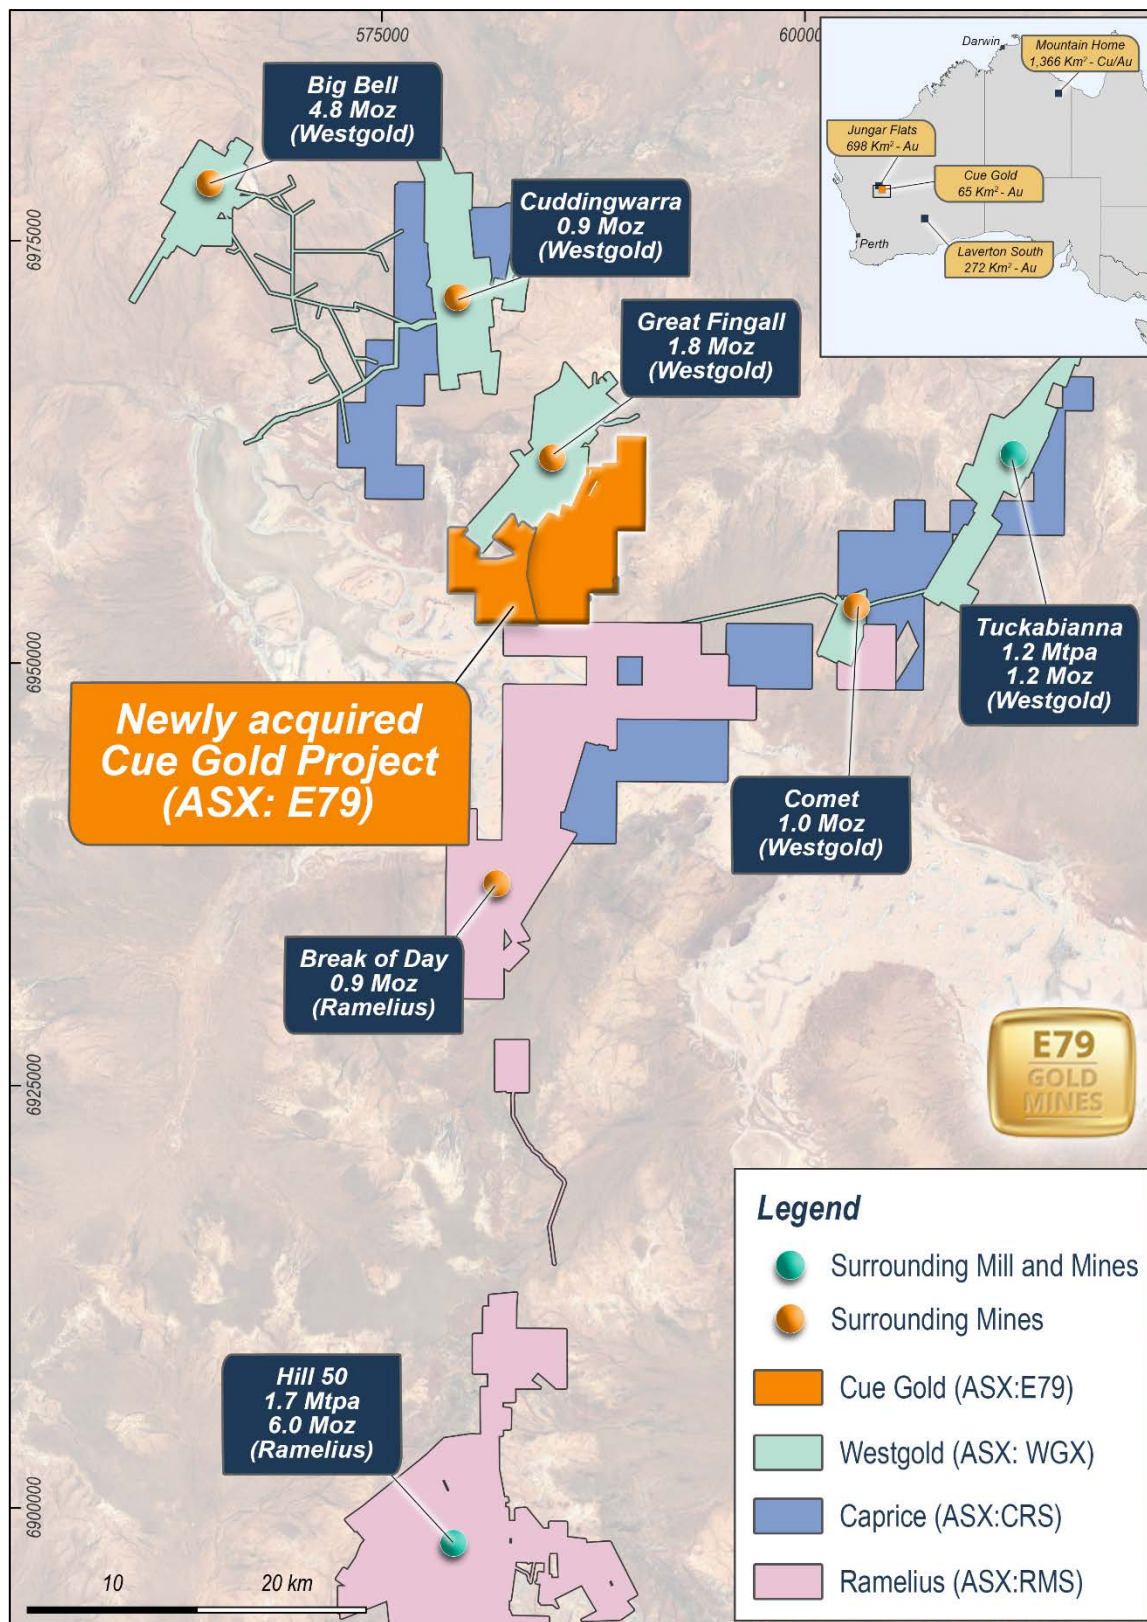 575000
60000
Darwin
Mountain Home
1,366 Km² - Cu/Au
Jungar Flats
698 Km² - Au
Cue Gold
65 Km² - Au
Perth
Laverton South
272 Km² - Au
Big Bell
4.8 Moz
(Westgold)
Cuddingwarra
0.9 Moz
(Westgold)
6975000
Great Fingall
1.8 Moz
(Westgold)
Tuckabianna
1.2 Mtpa
1.2 Moz
(Westgold)
6950000
Newly acquired
Cue Gold Project
(ASX: E79)
Comet
1.0 Moz
(Westgold)
Break of Day
0.9 Moz
(Ramelius)
6925000
E79
GOLD
MINES
Hill 50
1.7 Mtpa
6.0 Moz
(Ramelius)
6900000
10
20 km
Legend
Surrounding Mill and Mines
Surrounding Mines
Cue Gold (ASX:E79)
Westgold (ASX: WGX)
Caprice (ASX:CRS)
Ramelius (ASX:RMS)